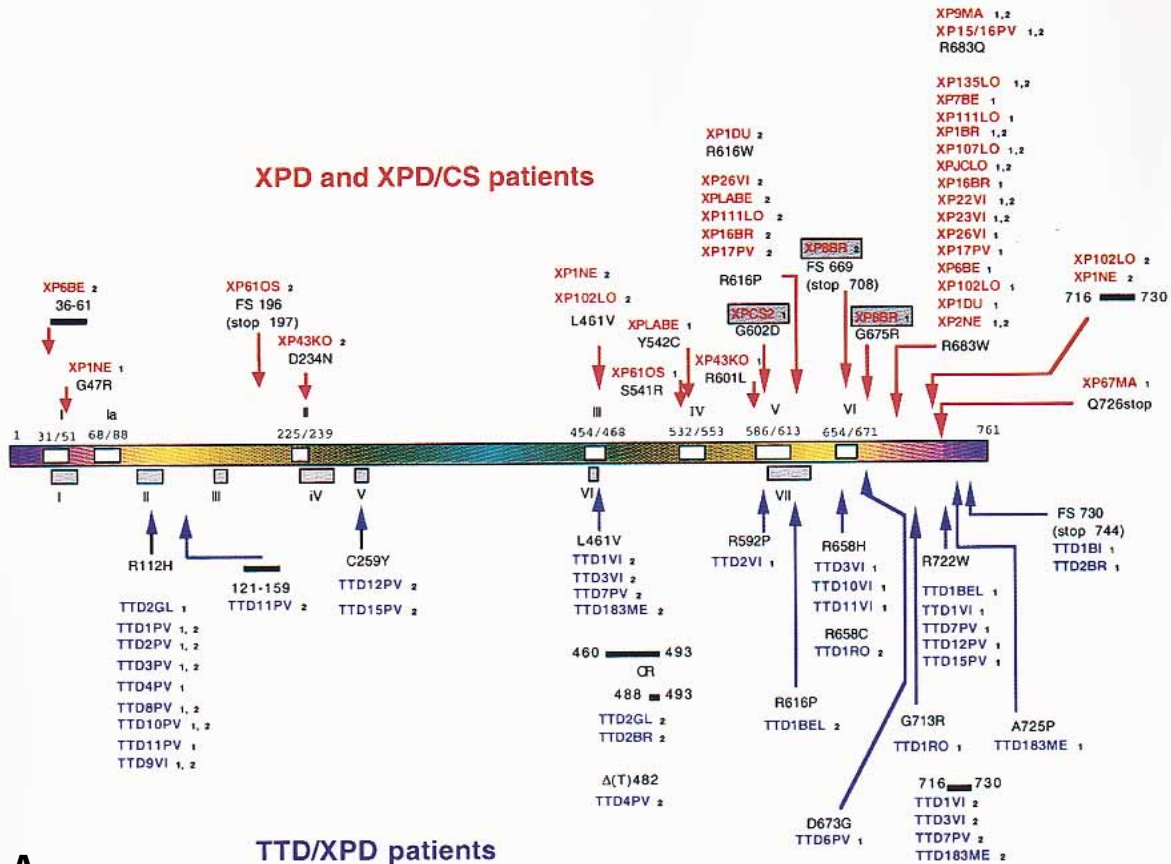 XP9MA 1,2
XP15/16PV 1,2
R683Q
XP135LO 1,2
XP7BE 1
XP111LO 1
XP1BR 1,2
XP107LO 1,2
XPJCLO 1,2
XP16BR 1
XP22VI 1,2
XP23VI 1,2
XP26VI 1
XP17PV 1
XP6BE 1
XP102LO 1
XP1DU 1
XP2NE 1,2
R683W
XP1DU 2
R616W
XP26VI 2
XPLABE 2
XP111LO 2
XP16BR 2
XP17PV 2
R616P
XPD and XPD/CS patients
XP8BR 2
FS 669
(stop 708)
XP102LO 2
XP1NE 2
716 730
XP6BE 2
36-61
XP61OS 2
FS 196
(stop 197)
XP1NE 2
XP102LO 2
L461V
XPCS2 1
G602D
XP8BR 1
G675R
XPLABE 1
Y542C
XP43KO 2
D234N
XP1NE 1
G47R
XP61OS 1
S541R
XP43KO 1
R601L
XP67MA 1
Q726stop
I Ia II III IV V VI
1 31/51 68/88 225/239 454/468 532/553 586/613 654/671 761
I II III iV V VI VII
R112H
TTD2GL 1
TTD1PV 1,2
TTD2PV 1,2
TTD3PV 1,2
TTD4PV 1
TTD8PV 1,2
TTD10PV 1,2
TTD11PV 1
TTD9VI 1,2
121-159
TTD11PV 2
C259Y
TTD12PV 2
TTD15PV 2
L461V
TTD1VI 2
TTD3VI 2
TTD7PV 2
TTD183ME 2
460 493
OR
488 493
TTD2GL 2
TTD2BR 2
Δ(T)482
TTD4PV 2
R592P
TTD2VI 1
R616P
TTD1BEL 2
R658H
TTD3VI 1
TTD10VI 1
TTD11VI 1
R658C
TTD1RO 2
D673G
TTD6PV 1
G713R
TTD1RO 1
R722W
TTD1BEL 1
TTD1VI 1
TTD7PV 1
TTD12PV 1
TTD15PV 1
716 730
TTD1VI 2
TTD3VI 2
TTD7PV 2
TTD183ME 2
A725P
TTD183ME 1
FS 730
(stop 744)
TTD1BI 1
TTD2BR 1
TTD/XPD patients
A